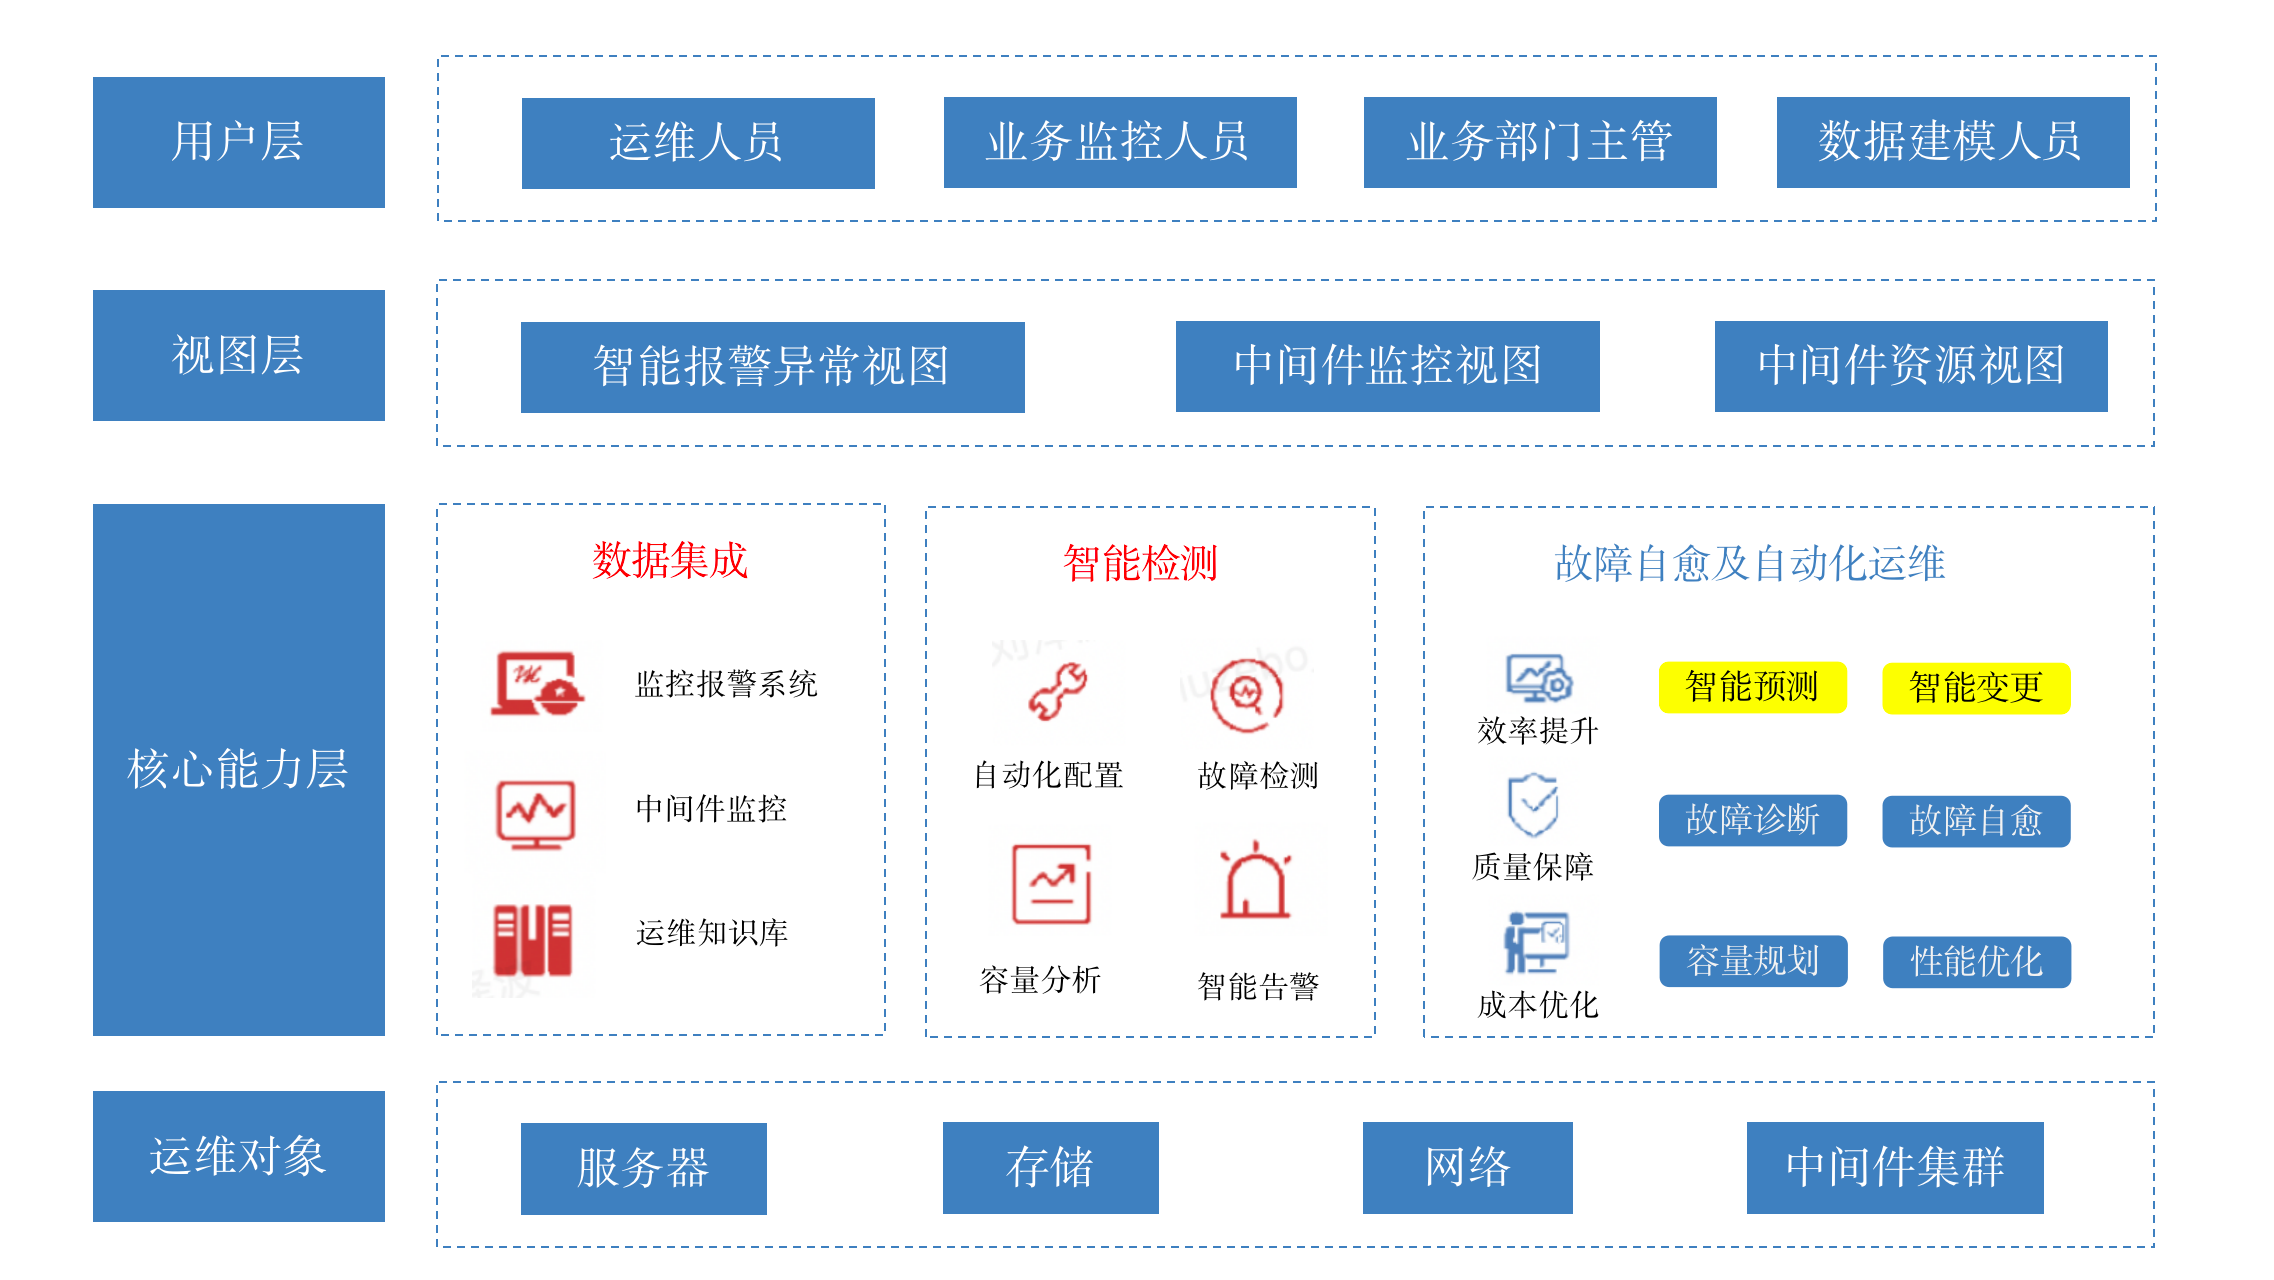 用户层
运维人员
业务监控人员
业务部门主管
数据建模人员
视图层
智能报警异常视图
中间件监控视图
中间件资源视图
核心能力层
数据集成
监控报警系统
中间件监控
运维知识库
智能检测
自动化配置
故障检测
容量分析
智能告警
故障自愈及自动化运维
效率提升
智能预测
智能变更
质量保障
故障诊断
故障自愈
成本优化
容量规划
性能优化
运维对象
服务器
存储
网络
中间件集群